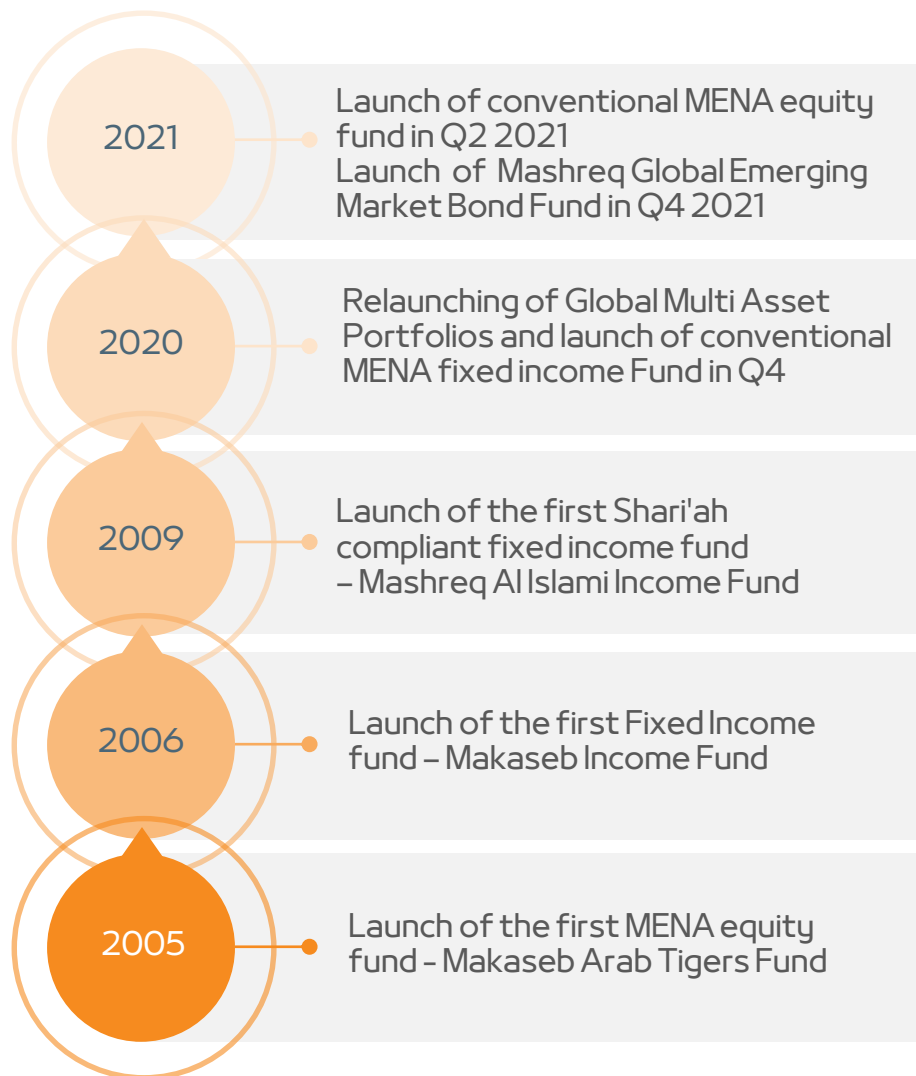 2021
Launch of conventional MENA equity
fund in Q2 2021
Launch of Mashreq Global Emerging
Market Bond Fund in Q4 2021
2020
Relaunching of Global Multi Asset
Portfolios and launch of conventional
MENA fixed income Fund in Q4
2009
Launch of the first Shari'ah
compliant fixed income fund
– Mashreq Al Islami Income Fund
2006
Launch of the first Fixed Income
fund – Makaseb Income Fund
2005
Launch of the first MENA equity
fund - Makaseb Arab Tigers Fund